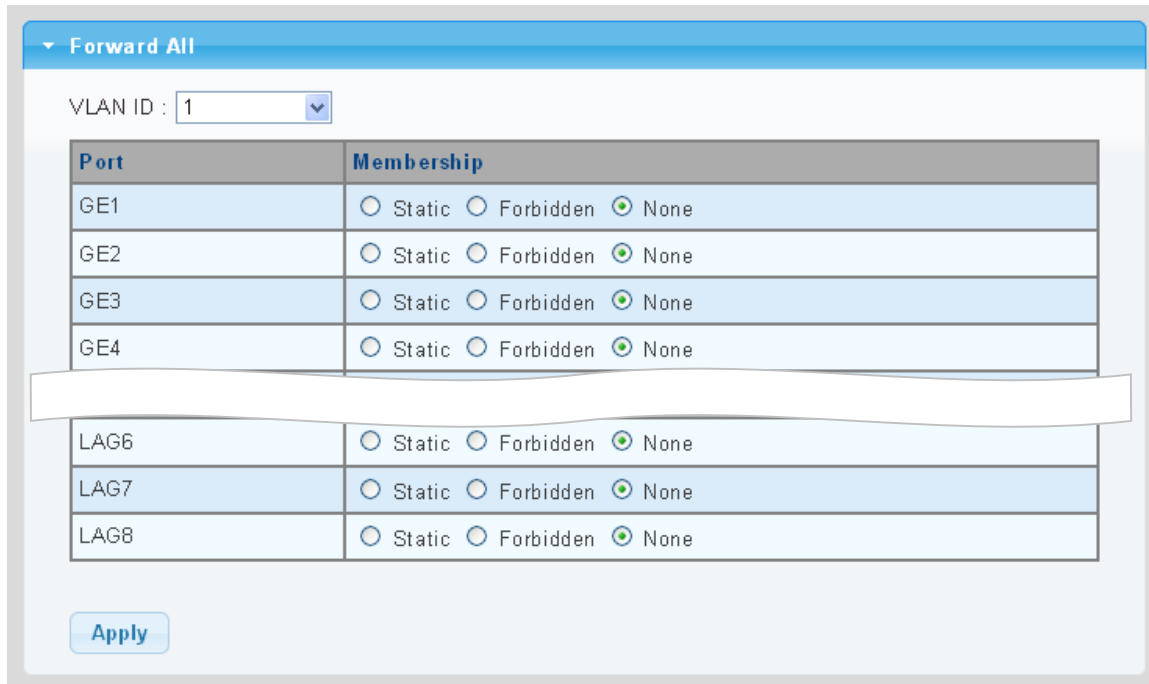 Forward All
VLAN ID : 1
Port Membership
GE1 Static Forbidden None
GE2 Static Forbidden None
GE3 Static Forbidden None
GE4 Static Forbidden None
LAG6 Static Forbidden None
LAG7 Static Forbidden None
LAG8 Static Forbidden None
Apply